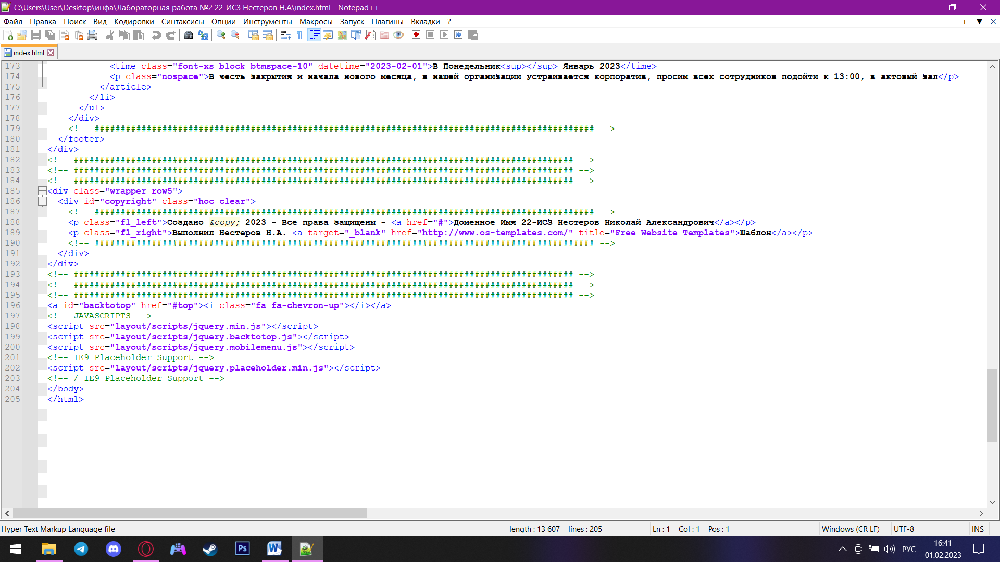 C:\Users\User\Desktop\инфа\Лабораторная работа №2 22-ИСЗ Нестеров Н.А\index.html - Notepad++
Файл Правка Поиск Вид Кодировки Синтаксисы Опции Инструменты Макросы Запуск Плагины Вкладки ?
index.html
173 <time class="font-xs block btmspace-10" datetime="2023-02-01">В Понедельник<sup></sup> Январь 2023</time>
174 <p class="nospace">В честь закрытия и начала нового месяца, в нашей организации устраивается корпоратив, просим всех сотрудников подойти к 13:00, в актовый зал</p>
175 </article>
176 </li>
177 </ul>
178 </div>
179 <!-- ################################################################################################ -->
180 </footer>
181 </div>
182 <!-- ################################################################################################ -->
183 <!-- ################################################################################################ -->
184 <!-- ################################################################################################ -->
185 <div class="wrapper row5">
186 <div id="copyright" class="hoc clear">
187 <!-- ################################################################################################ -->
188 <p class="fl_left">Создано &copy; 2023 - Все права защищены - <a href="#">Доменное Имя 22-ИСЗ Нестеров Николай Александрович</a></p>
189 <p class="fl_right">Выполнил Нестеров Н.А. <a target="_blank" href="http://www.os-templates.com/" title="Free Website Templates">Шаблон</a></p>
190 <!-- ################################################################################################ -->
191 </div>
192 </div>
193 <!-- ################################################################################################ -->
194 <!-- ################################################################################################ -->
195 <!-- ################################################################################################ -->
196 <a id="backtotop" href="#top"><i class="fa fa-chevron-up"></i></a>
197 <!-- JAVASCRIPTS -->
198 <script src="layout/scripts/jquery.min.js"></script>
199 <script src="layout/scripts/jquery.backtotop.js"></script>
200 <script src="layout/scripts/jquery.mobilemenu.js"></script>
201 <!-- IE9 Placeholder Support -->
202 <script src="layout/scripts/jquery.placeholder.min.js"></script>
203 <!-- / IE9 Placeholder Support -->
204 </body>
205 </html>
Hyper Text Markup Language file length : 13 607 lines : 205 Ln : 1 Col : 1 Pos : 1 Windows (CR LF) UTF-8 INS
Ps W РУС 16:41
01.02.2023